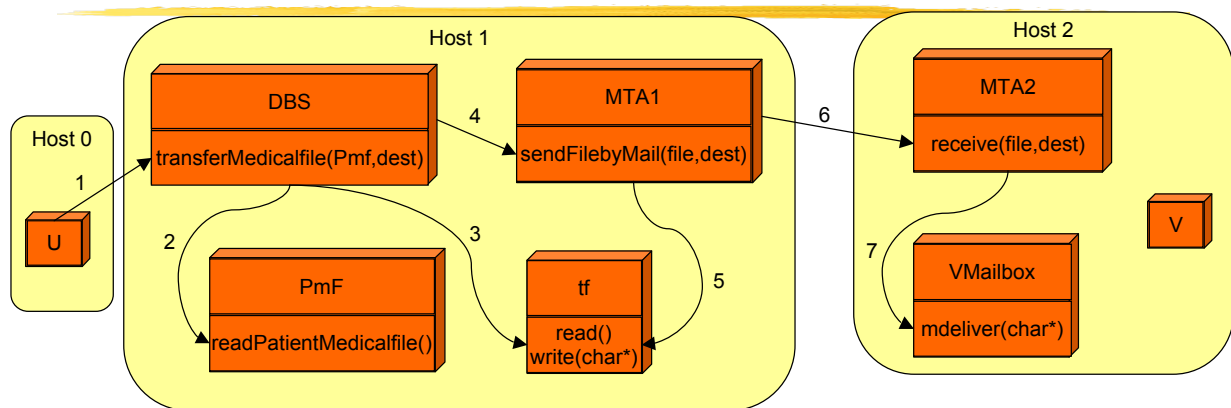 Host 0
1
U
Host 1
DBS
transferMedicalfile(Pmf,dest)
4
MTA1
sendFilebyMail(file,dest)
2
3
5
PmF
readPatientMedicalfile()
tf
read()
write(char*)
6
Host 2
MTA2
receive(file,dest)
7
V
VMailbox
mdeliver(char*)